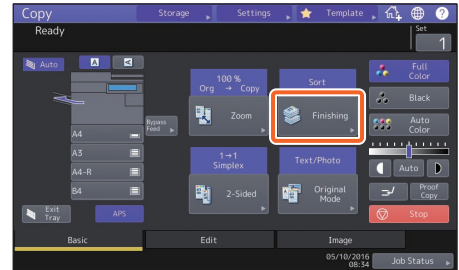 Copy
Storage
Settings
Template
?
Ready
Set
1
Auto
A
A
100 %
Org → Copy
Sort
Full
Color
Zoom
Finishing
Black
Bypass
Feed
Auto
Color
A4
A3
A4-R
B4
1→1
Simplex
Text/Photo
Auto
2-Sided
Original
Mode
Proof
Copy
Exit
Tray
APS
Stop
Basic
Edit
Image
05/10/2016
08:34
Job Status